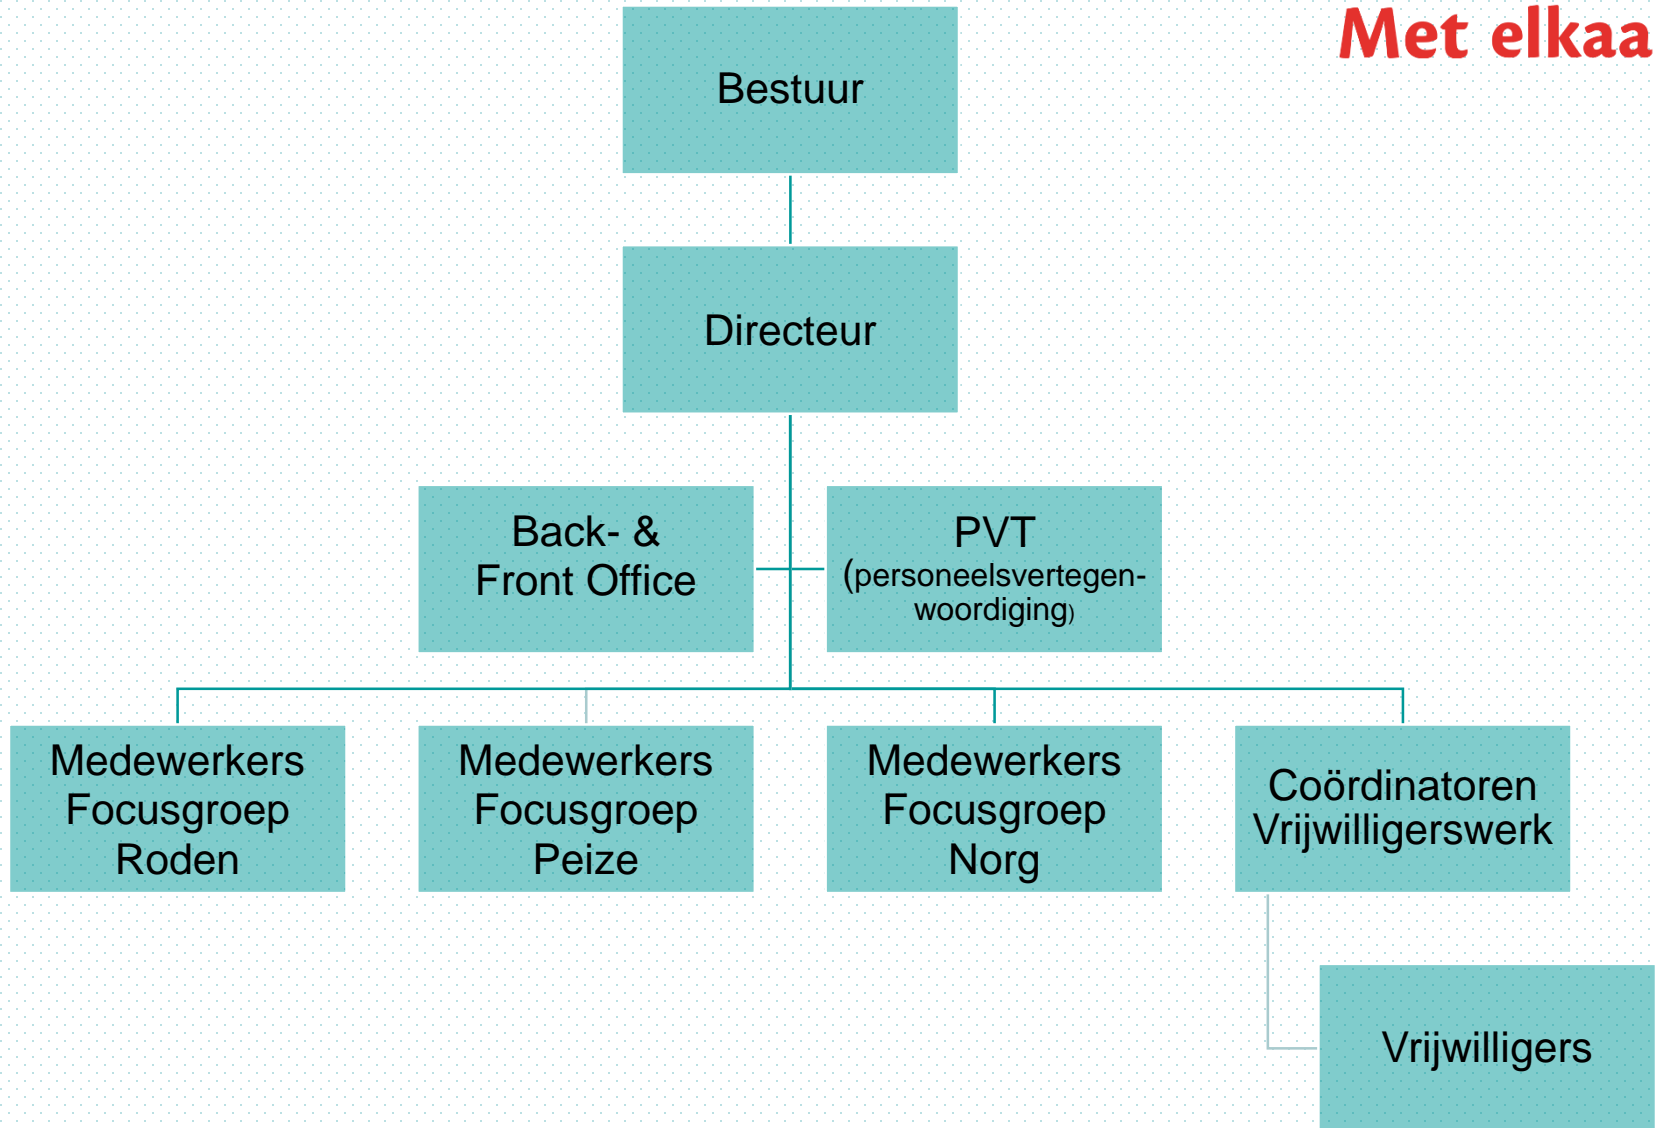 Met elkaa
Bestuur
Directeur
Back- &
Front Office
PVT
(personeelsvertegen-
woordiging)
Medewerkers
Focusgroep
Roden
Medewerkers
Focusgroep
Peize
Medewerkers
Focusgroep
Norg
Coördinatoren
Vrijwilligerswerk
Vrijwilligers